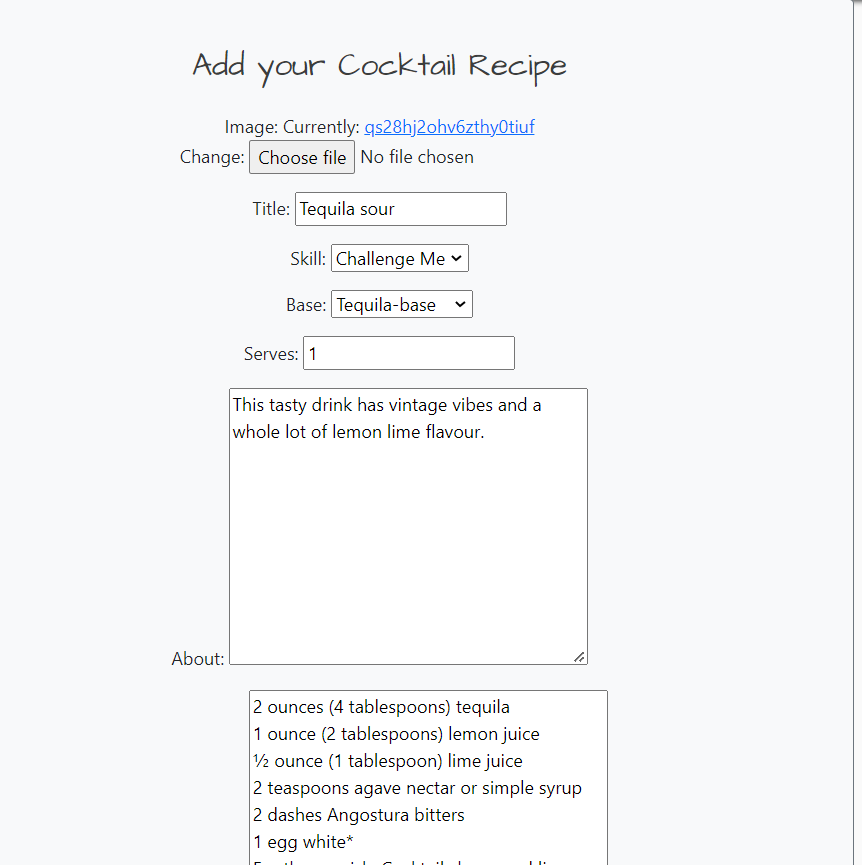 Add your Cocktail Recipe
Image: Currently: qs28hj2ohv6zthy0tiuf
Change: Choose file No file chosen
Title: Tequila sour
Skill: Challenge Me
Base: Tequila-base
Serves: 1
This tasty drink has vintage vibes and a
whole lot of lemon lime flavour.
About:
2 ounces (4 tablespoons) tequila
1 ounce (2 tablespoons) lemon juice
½ ounce (1 tablespoon) lime juice
2 teaspoons agave nectar or simple syrup
2 dashes Angostura bitters
1 egg white*